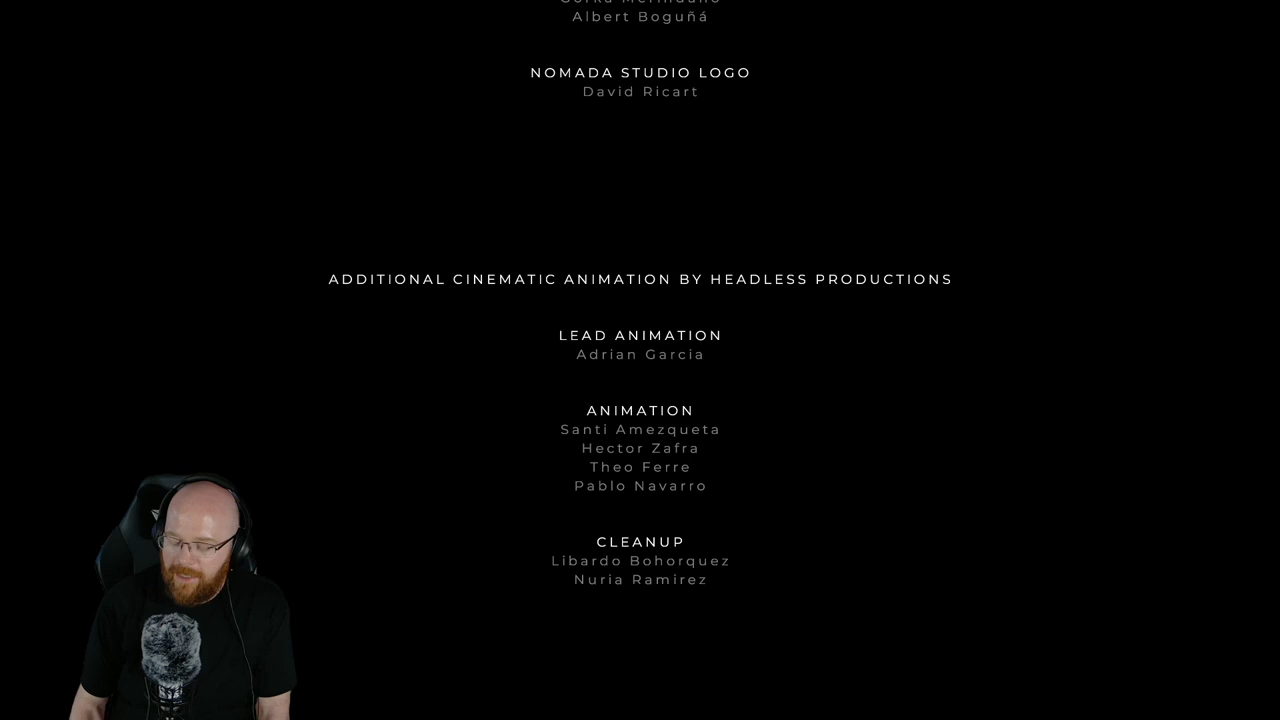 Albert Boguñá
NOMADA STUDIO LOGO
David Ricart
ADDITIONAL CINEMATIC ANIMATION BY HEADLESS PRODUCTIONS
LEAD ANIMATION
Adrian Garcia
ANIMATION
Santi Amezqueta
Hector Zafra
Theo Ferre
Pablo Navarro
CLEANUP
Libardo Bohorquez
Nuria Ramirez